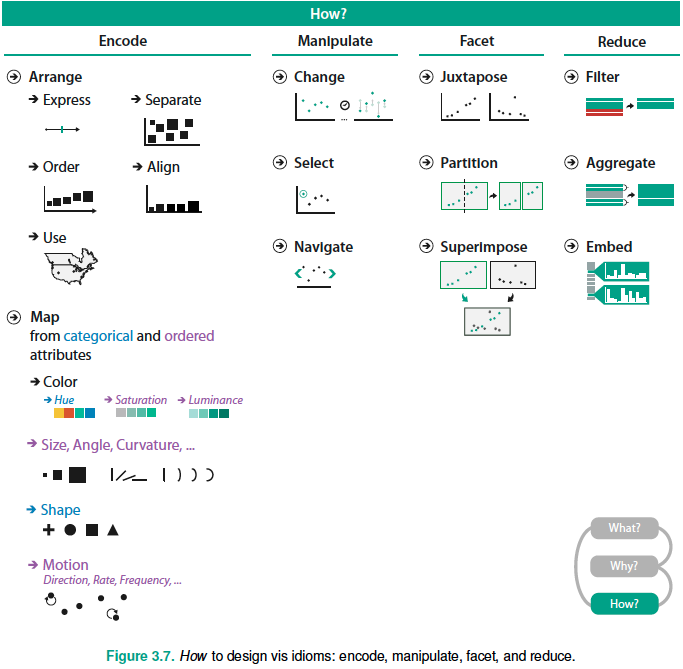 How?
Encode
Manipulate
Facet
Reduce
Arrange
Express
Separate
Order
Align
Use
Map
from categorical and ordered
attributes
Color
Hue
Saturation
Luminance
Size, Angle, Curvature, ...
Shape
Motion
Direction, Rate, Frequency, ...
Change
...
Select
Navigate
Juxtapose
Partition
Superimpose
Filter
Aggregate
Embed
What?
Why?
How?
Figure 3.7. How to design vis idioms: encode, manipulate, facet, and reduce.